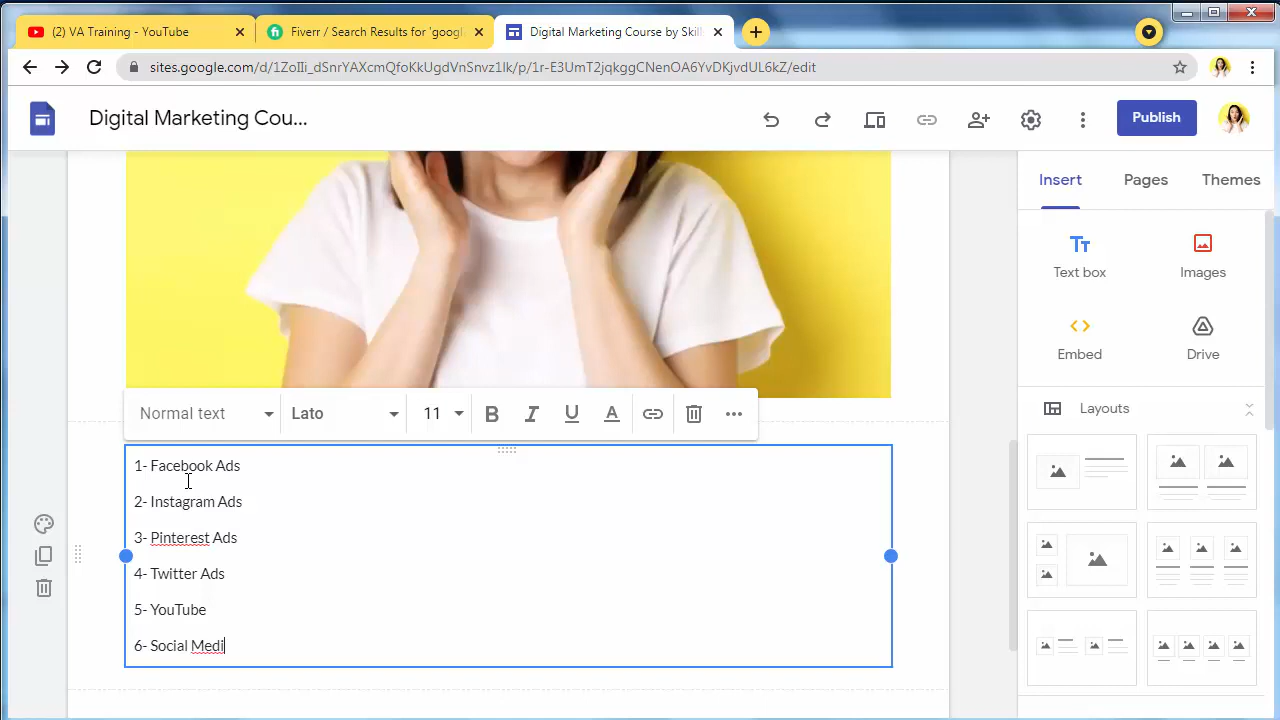 (2) VA Training - YouTube
Fiverr / Search Results for 'googl
Digital Marketing Course by Skill
sites.google.com/d/1ZoIIi_dSnrYAXcmQfoKkUgdVnSnvz1lk/p/1r-E3UmT2jqkggCNenOA6YvDKjvdUL6kZ/edit
Digital Marketing Cou...
Publish
Insert
Pages
Themes
Text box
Images
Embed
Drive
Layouts
Normal text
Lato
11
B
I
U
A
1- Facebook Ads
2- Instagram Ads
3- Pinterest Ads
4- Twitter Ads
5- YouTube
6- Social Medi